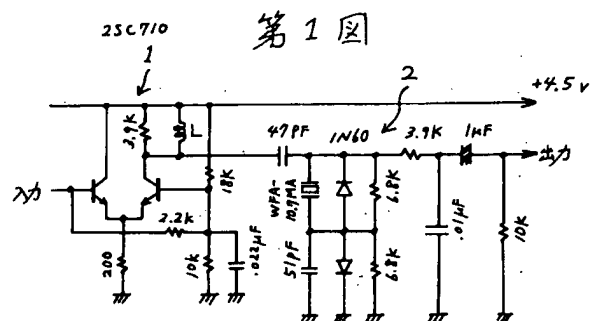 第1図
2SC710
1
2
+4.5V
3.9K
L
47PF
1N60
3.9K
1μF
出力
入力
18K
WFA-
10.9MA
6.8K
2.2K
.01μF
10K
200
10K
.022μF
51PF
6.8K